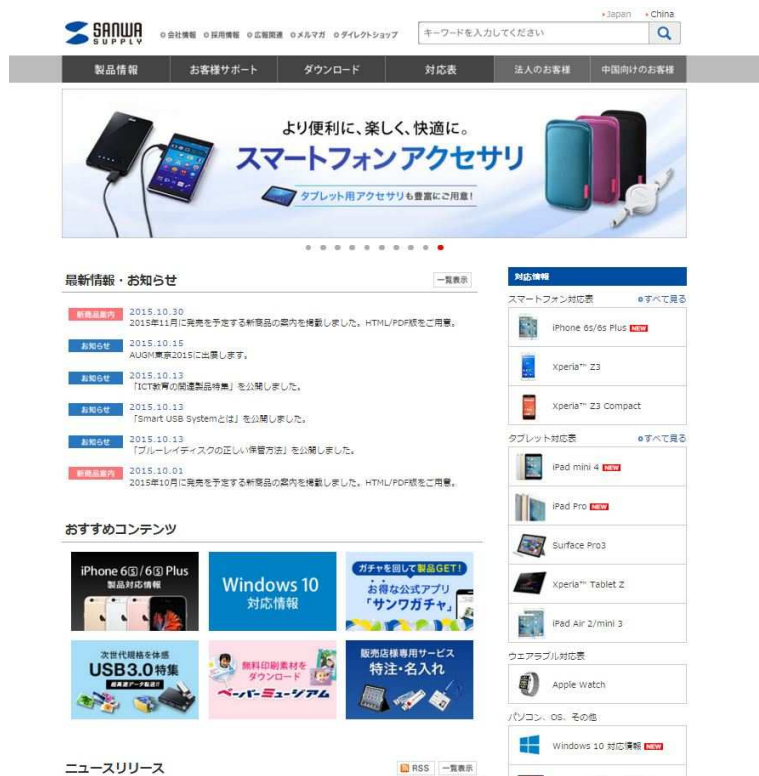 Japan China
SANWA
SUPPLY
会社情報 採用情報 広報関連 メルマガ ダイレクトショップ
キーワードを入力してください
製品情報 お客様サポート ダウンロード 対応表 法人のお客様 中国向けのお客様
より便利に、楽しく、快適に。
スマートフォンアクセサリ
タブレット用アクセサリも豊富にご用意!
最新情報・お知らせ 一覧表示
新商品案内 2015.10.30
2015年11月に発売を予定する新商品の案内を掲載しました。HTML/PDF版をご用意。
お知らせ 2015.10.15
AUGM東京2015に出展します。
お知らせ 2015.10.13
「ICT教育の関連製品特集」を公開しました。
お知らせ 2015.10.13
「Smart USB Systemとは」を公開しました。
お知らせ 2015.10.13
「ブルーレイディスクの正しい保管方法」を公開しました。
新商品案内 2015.10.01
2015年10月に発売を予定する新商品の案内を掲載しました。HTML/PDF版をご用意。
おすすめコンテンツ
iPhone 6S/6S Plus
製品対応情報
Windows 10
対応情報
ガチャを回して製品GET!
お得な公式アプリ
「サンワガチャ」
次世代規格を体感
USB3.0特集
超高速データ転送!!
無料印刷素材を
ダウンロード
ペーパーミュージアム
販売店様専用サービス
特注・名入れ
ニュースリリース RSS 一覧表示
対応情報
スマートフォン対応表 すべて見る
iPhone 6s/6s Plus NEW
Xperia™ Z3
Xperia™ Z3 Compact
タブレット対応表 すべて見る
iPad mini 4 NEW
iPad Pro NEW
Surface Pro3
Xperia™ Tablet Z
iPad Air 2/mini 3
ウエアラブル対応表
Apple Watch
パソコン、OS、その他
Windows 10 対応情報 NEW